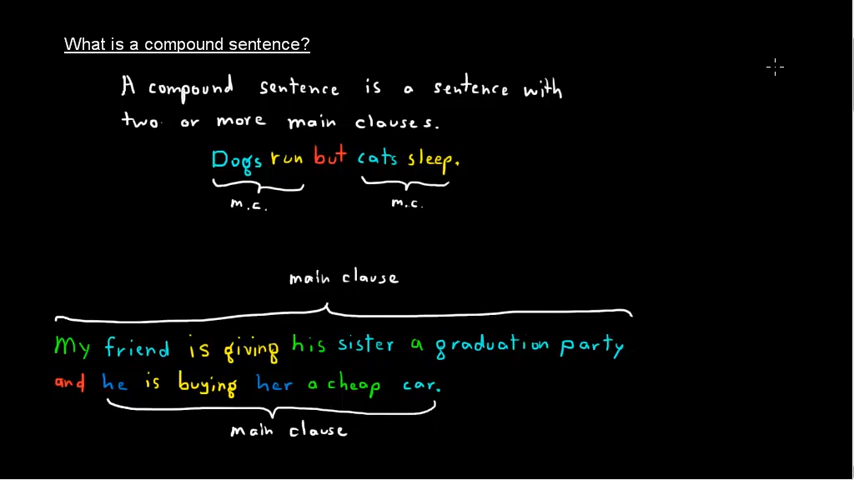 What is a compound sentence?
A compound sentence is a sentence with
two or more main clauses.
Dogs run but cats sleep.
m.c. m.c.
main clause
My friend is giving his sister a graduation party
and he is buying her a cheap car.
main clause